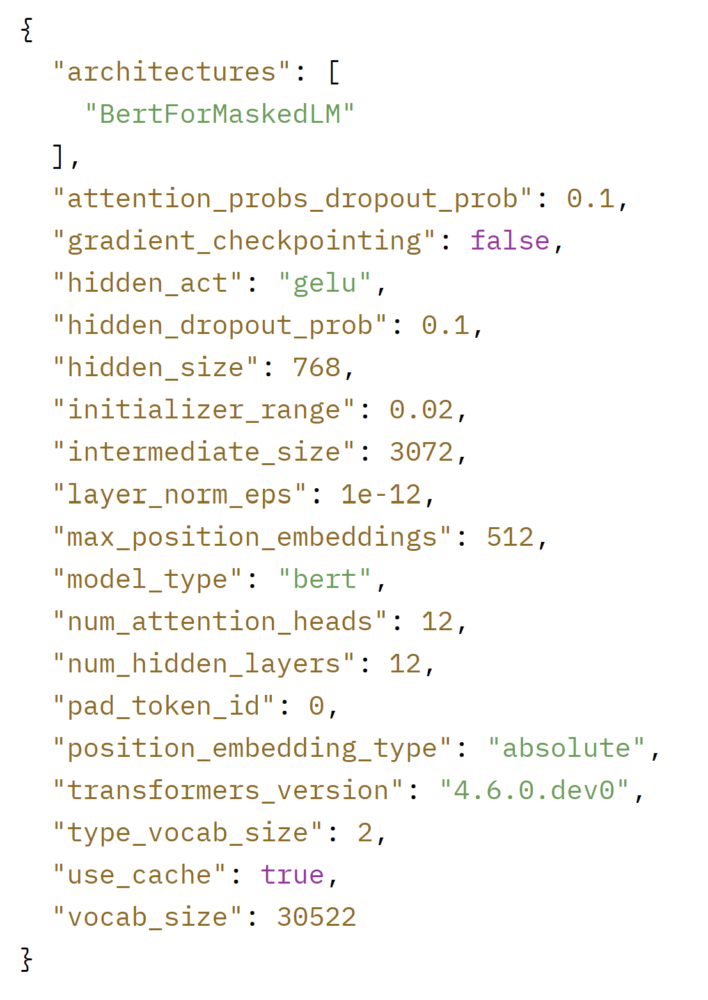 {
  "architectures": [
    "BertForMaskedLM"
  ],
  "attention_probs_dropout_prob": 0.1,
  "gradient_checkpointing": false,
  "hidden_act": "gelu",
  "hidden_dropout_prob": 0.1,
  "hidden_size": 768,
  "initializer_range": 0.02,
  "intermediate_size": 3072,
  "layer_norm_eps": 1e-12,
  "max_position_embeddings": 512,
  "model_type": "bert",
  "num_attention_heads": 12,
  "num_hidden_layers": 12,
  "pad_token_id": 0,
  "position_embedding_type": "absolute",
  "transformers_version": "4.6.0.dev0",
  "type_vocab_size": 2,
  "use_cache": true,
  "vocab_size": 30522
}